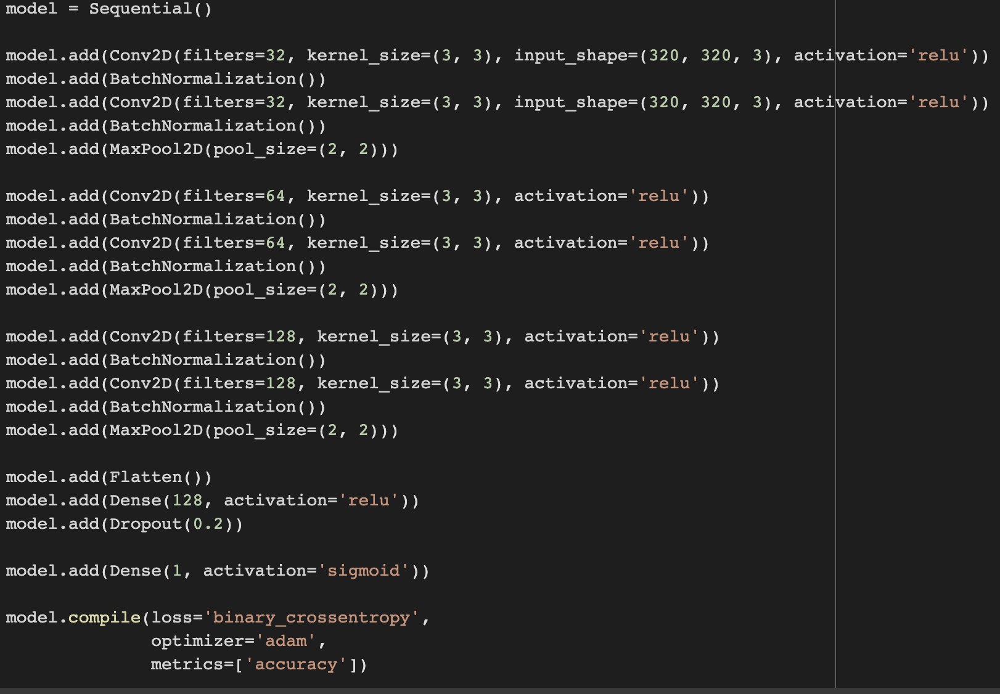 model = Sequential()
model.add(Conv2D(filters=32, kernel_size=(3, 3), input_shape=(320, 320, 3), activation='relu'))
model.add(BatchNormalization())
model.add(Conv2D(filters=32, kernel_size=(3, 3), input_shape=(320, 320, 3), activation='relu'))
model.add(BatchNormalization())
model.add(MaxPool2D(pool_size=(2, 2)))
model.add(Conv2D(filters=64, kernel_size=(3, 3), activation='relu'))
model.add(BatchNormalization())
model.add(Conv2D(filters=64, kernel_size=(3, 3), activation='relu'))
model.add(BatchNormalization())
model.add(MaxPool2D(pool_size=(2, 2)))
model.add(Conv2D(filters=128, kernel_size=(3, 3), activation='relu'))
model.add(BatchNormalization())
model.add(Conv2D(filters=128, kernel_size=(3, 3), activation='relu'))
model.add(BatchNormalization())
model.add(MaxPool2D(pool_size=(2, 2)))
model.add(Flatten())
model.add(Dense(128, activation='relu'))
model.add(Dropout(0.2))
model.add(Dense(1, activation='sigmoid'))
model.compile(loss='binary_crossentropy',
              optimizer='adam',
              metrics=['accuracy'])